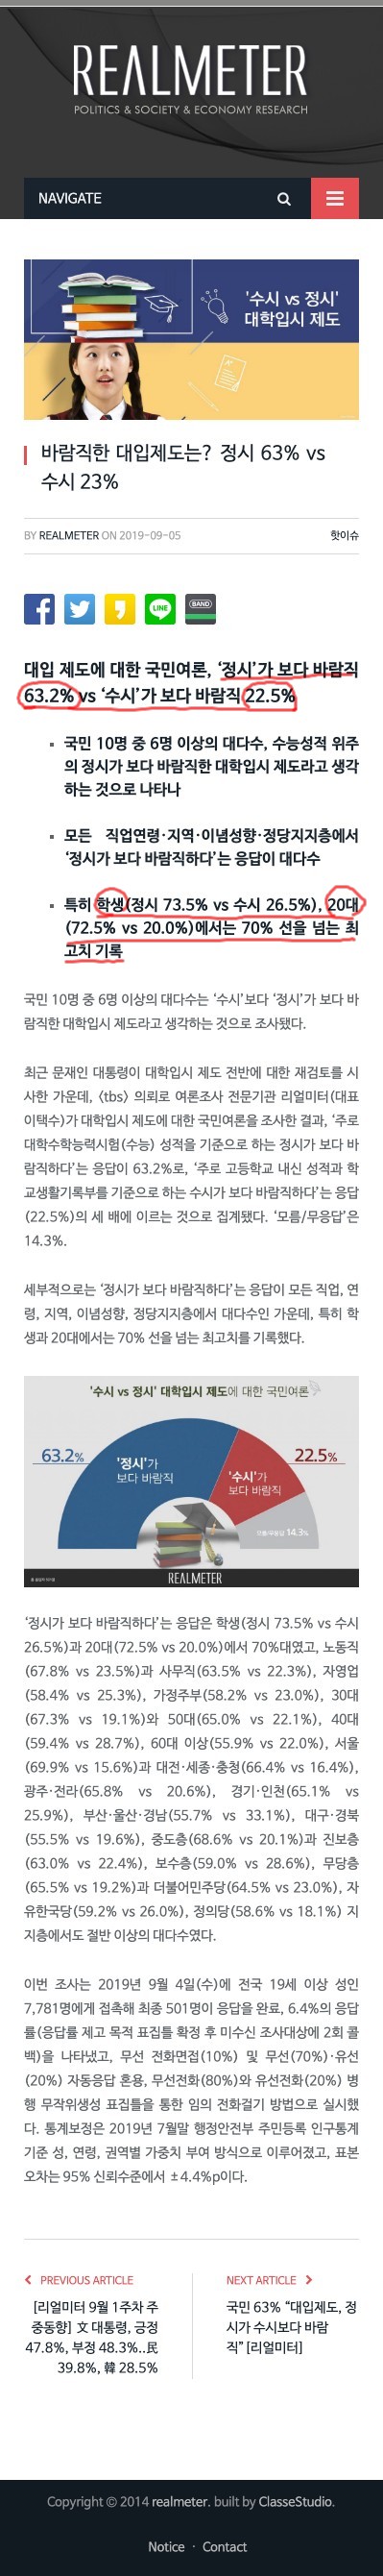 REALMETER
POLITICS & SOCIETY & ECONOMY RESEARCH
NAVIGATE
'수시 vs 정시'
대학입시 제도
바람직한 대입제도는? 정시 63% vs
수시 23%
BY REALMETER ON 2019-09-05
핫이슈
LINE
BAND
대입 제도에 대한 국민여론, ‘정시’가 보다 바람직
63.2% vs ‘수시’가 보다 바람직 22.5%
국민 10명 중 6명 이상의 대다수, 수능성적 위주
의 정시가 보다 바람직한 대학입시 제도라고 생각
하는 것으로 나타나
모든 직업연령·지역·이념성향·정당지지층에서
‘정시가 보다 바람직하다’는 응답이 대다수
특히 학생(정시 73.5% vs 수시 26.5%), 20대
(72.5% vs 20.0%)에서는 70% 선을 넘는 최
고치 기록
국민 10명 중 6명 이상의 대다수는 ‘수시’보다 ‘정시’가 보다 바
람직한 대학입시 제도라고 생각하는 것으로 조사됐다.
최근 문재인 대통령이 대학입시 제도 전반에 대한 재검토를 시
사한 가운데, <tbs> 의뢰로 여론조사 전문기관 리얼미터(대표
이택수)가 대학입시 제도에 대한 국민여론을 조사한 결과, ‘주로
대학수학능력시험(수능) 성적을 기준으로 하는 정시가 보다 바
람직하다’는 응답이 63.2%로, ‘주로 고등학교 내신 성적과 학
교생활기록부를 기준으로 하는 수시가 보다 바람직하다’는 응답
(22.5%)의 세 배에 이르는 것으로 집계됐다. ‘모름/무응답’은
14.3%.
세부적으로는 ‘정시가 보다 바람직하다’는 응답이 모든 직업, 연
령, 지역, 이념성향, 정당지지층에서 대다수인 가운데, 특히 학
생과 20대에서는 70% 선을 넘는 최고치를 기록했다.
'수시 vs 정시' 대학입시 제도에 대한 국민여론
63.2%
'정시'가
보다 바람직
22.5%
'수시'가
보다 바람직
모름/무응답 14.3%
REALMETER
‘정시가 보다 바람직하다’는 응답은 학생(정시 73.5% vs 수시
26.5%)과 20대(72.5% vs 20.0%)에서 70%대였고, 노동직
(67.8% vs 23.5%)과 사무직(63.5% vs 22.3%), 자영업
(58.4% vs 25.3%), 가정주부(58.2% vs 23.0%), 30대
(67.3% vs 19.1%)와 50대(65.0% vs 22.1%), 40대
(59.4% vs 28.7%), 60대 이상(55.9% vs 22.0%), 서울
(69.9% vs 15.6%)과 대전·세종·충청(66.4% vs 16.4%),
광주·전라(65.8% vs 20.6%), 경기·인천(65.1% vs
25.9%), 부산·울산·경남(55.7% vs 33.1%), 대구·경북
(55.5% vs 19.6%), 중도층(68.6% vs 20.1%)과 진보층
(63.0% vs 22.4%), 보수층(59.0% vs 28.6%), 무당층
(65.5% vs 19.2%)과 더불어민주당(64.5% vs 23.0%), 자
유한국당(59.2% vs 26.0%), 정의당(58.6% vs 18.1%) 지
지층에서도 절반 이상의 대다수였다.
이번 조사는 2019년 9월 4일(수)에 전국 19세 이상 성인
7,781명에게 접촉해 최종 501명이 응답을 완료, 6.4%의 응답
률(응답률 제고 목적 표집틀 확정 후 미수신 조사대상에 2회 콜
백)을 나타냈고, 무선 전화면접(10%) 및 무선(70%)·유선
(20%) 자동응답 혼용, 무선전화(80%)와 유선전화(20%) 병
행 무작위생성 표집틀을 통한 임의 전화걸기 방법으로 실시했
다. 통계보정은 2019년 7월말 행정안전부 주민등록 인구통계
기준 성, 연령, 권역별 가중치 부여 방식으로 이루어졌고, 표본
오차는 95% 신뢰수준에서 ±4.4%p이다.
PREVIOUS ARTICLE
[리얼미터 9월 1주차 주
중동향] 文 대통령, 긍정
47.8%, 부정 48.3%..民
39.8%, 韓 28.5%
NEXT ARTICLE
국민 63% “대입제도, 정
시가 수시보다 바람
직” [리얼미터]
Copyright © 2014 realmeter. built by ClasseStudio.
Notice · Contact